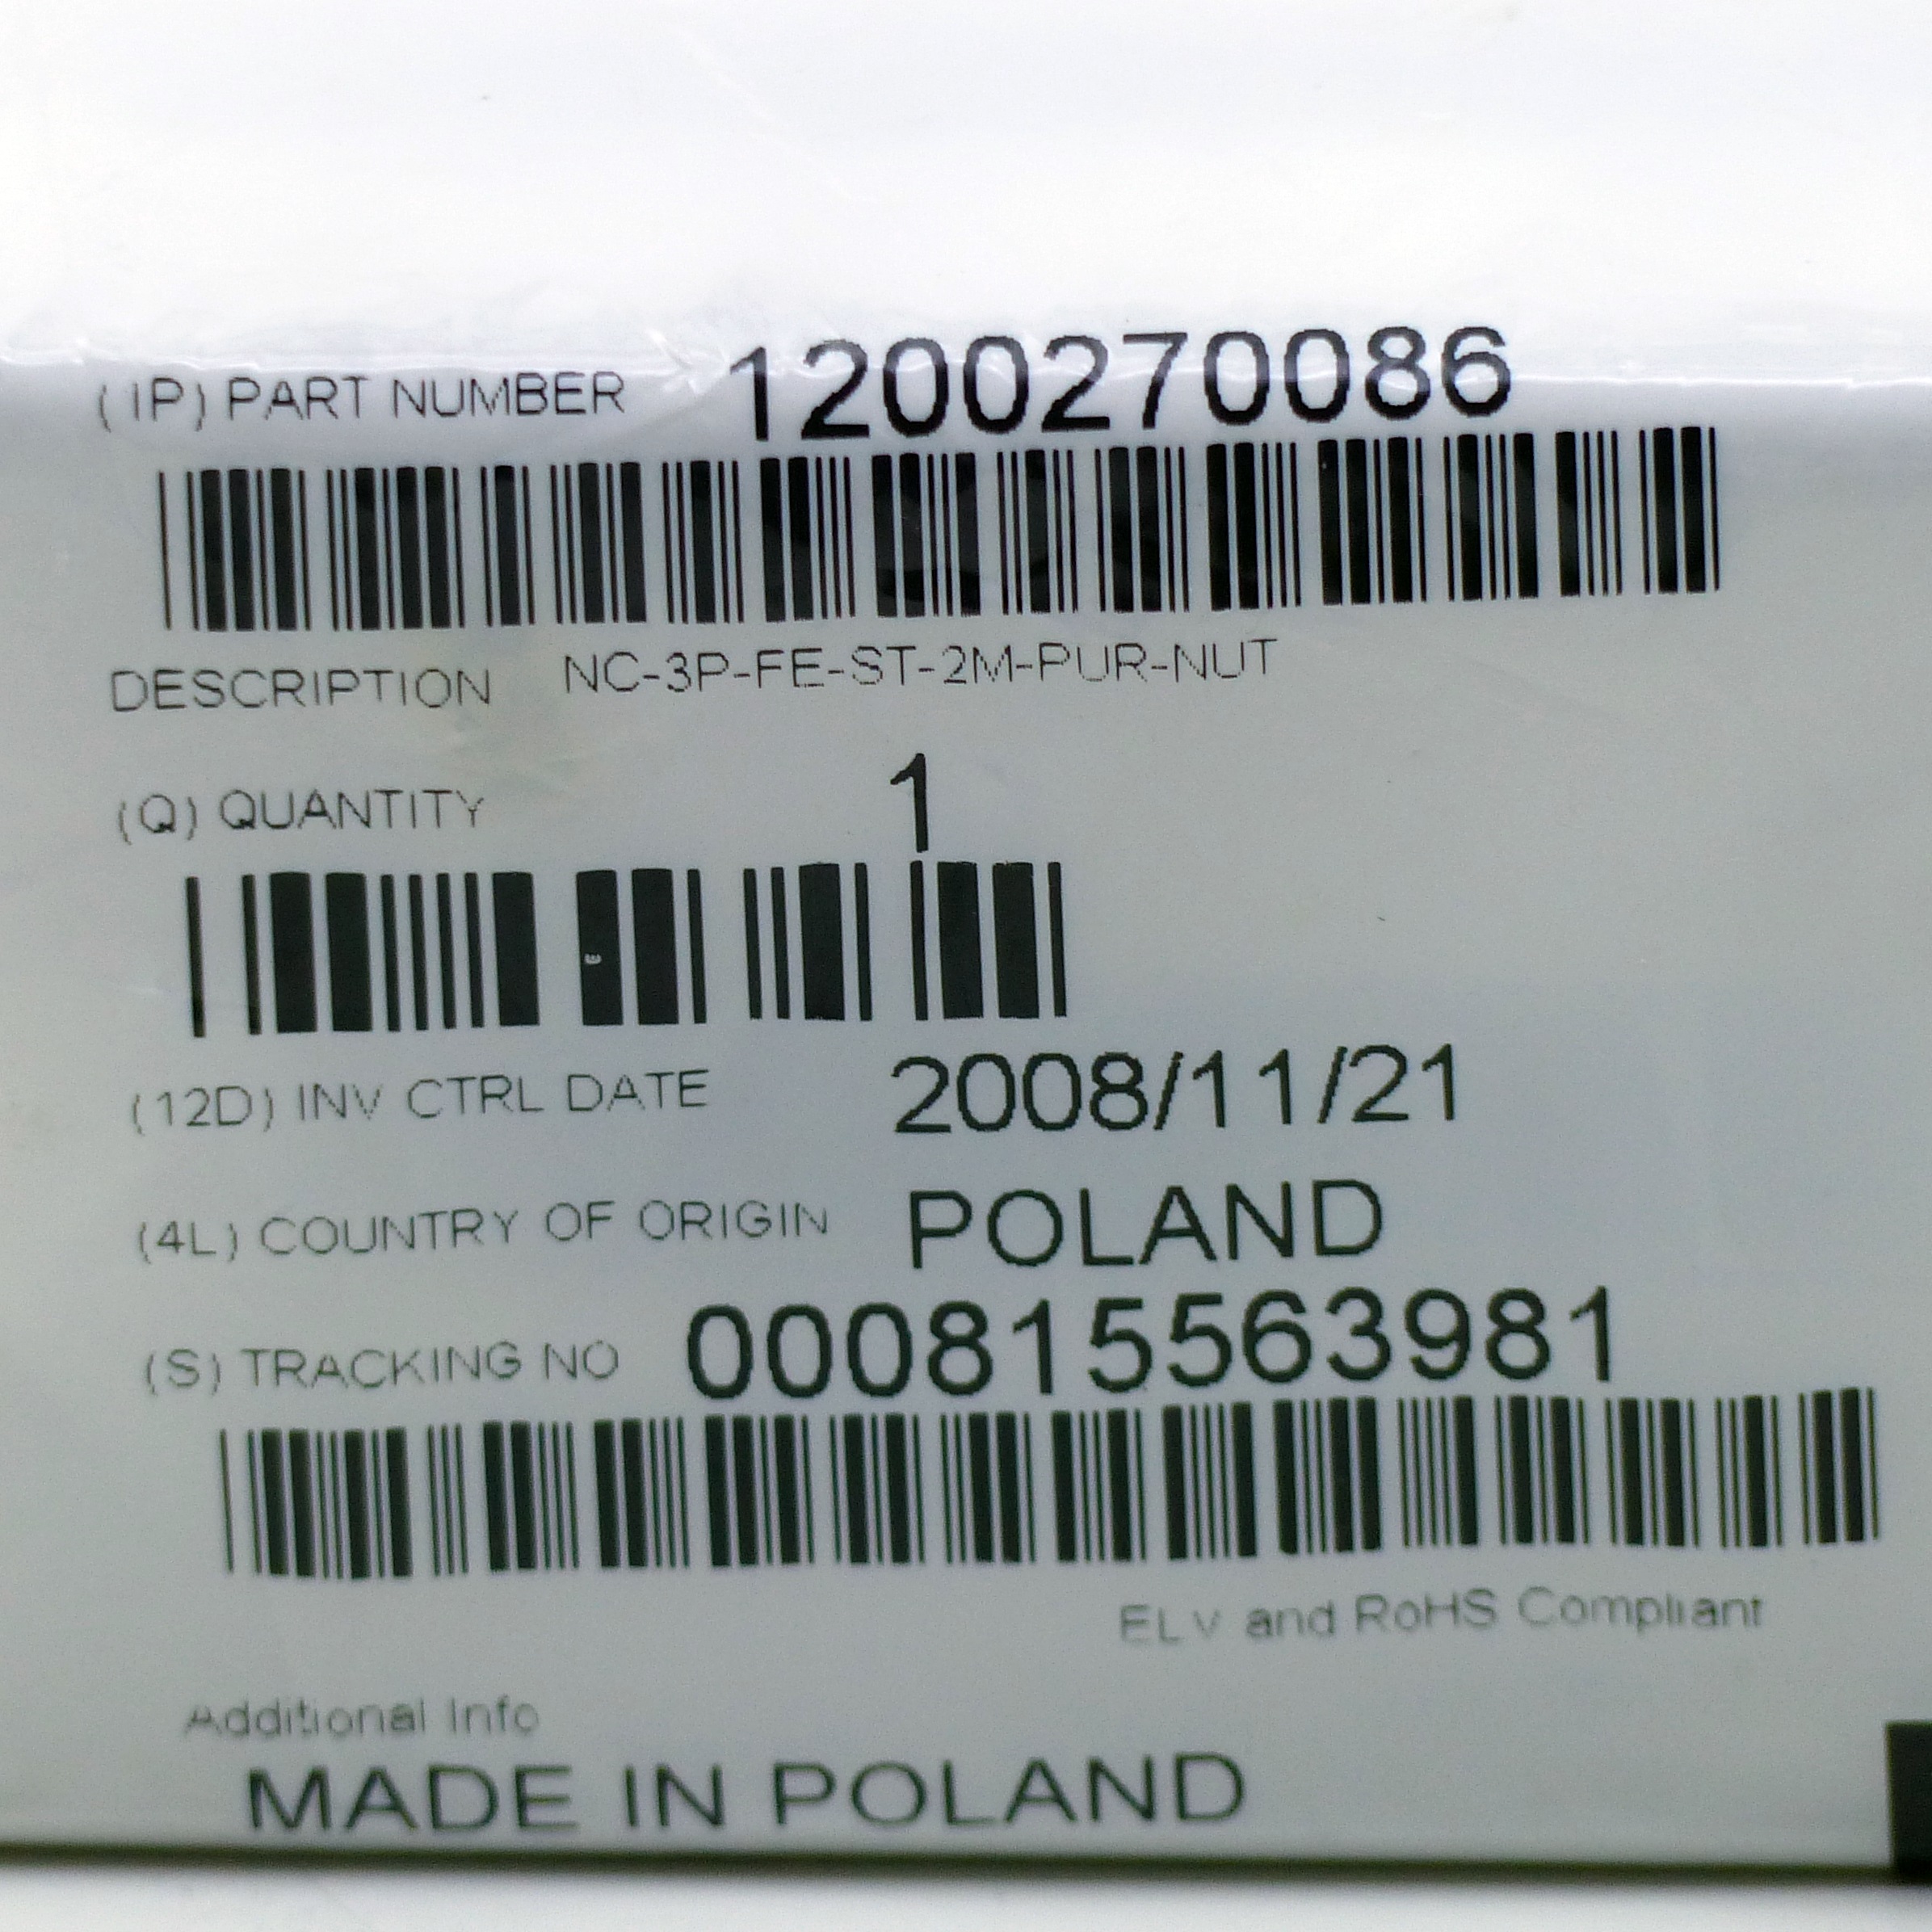 (1P) PART NUMBER 1200270086
DESCRIPTION NC-3P-FE-ST-2M-PUR-NUT
(Q) QUANTITY 1
(12D) INV CTRL DATE 2008/11/21
(4L) COUNTRY OF ORIGIN POLAND
(S) TRACKING NO 000815563981
ELV and RoHS Compliant
Additional Info
MADE IN POLAND